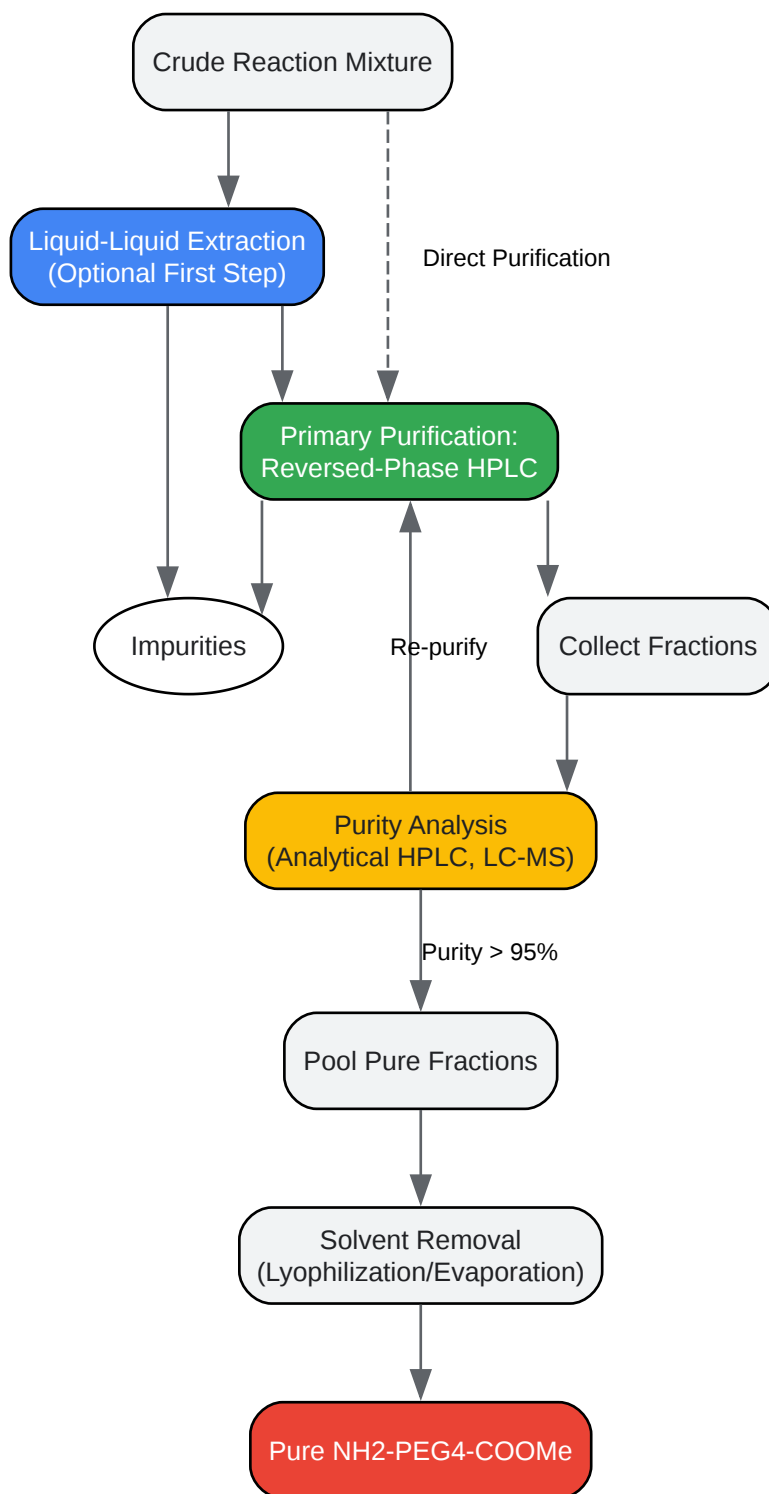 Crude Reaction Mixture
Liquid-Liquid Extraction
(Optional First Step)
Direct Purification
Primary Purification:
Reversed-Phase HPLC
Impurities
Re-purify
Collect Fractions
Purity Analysis
(Analytical HPLC, LC-MS)
Purity > 95%
Pool Pure Fractions
Solvent Removal
(Lyophilization/Evaporation)
Pure NH2-PEG4-COOMe